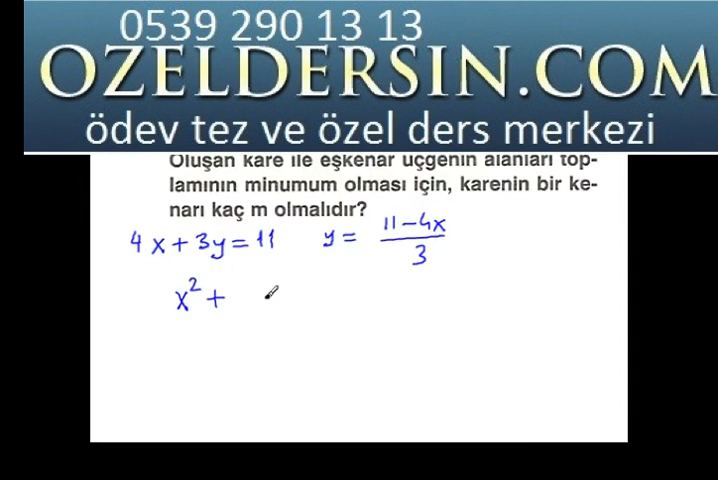 0539 290 13 13
OZELDERSIN.COM
ödev tez ve özel ders merkezi
Oluşan kare ile eşkenar üçgenin alanları top-
lamının minumum olması için, karenin bir ke-
narı kaç m olmalıdır?
4x+3y=11 y = 11-4x/3
x²+